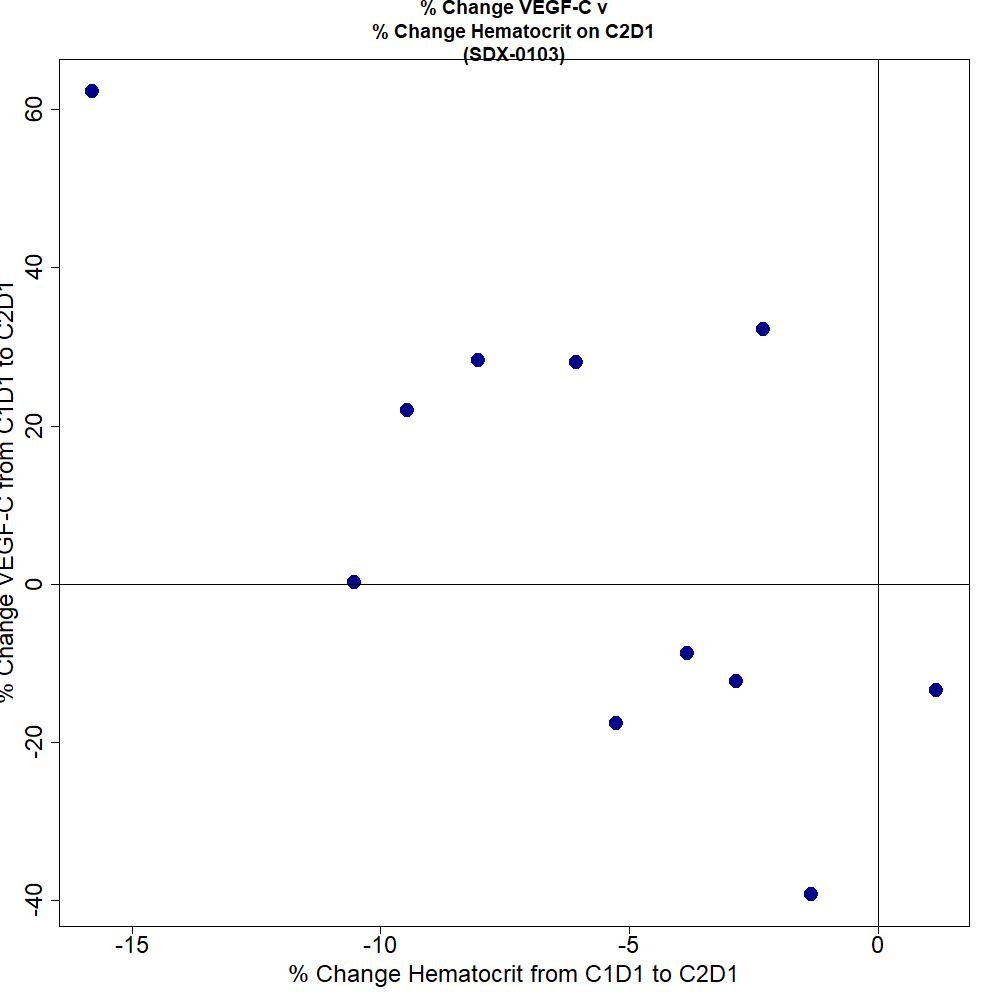 % Change VEGF-C v
% Change Hematocrit on C2D1
(SDX-0103)
% Change VEGF-C from C1D1 to C2D1
60
40
20
0
-20
-40
-15
-10
-5
0
% Change Hematocrit from C1D1 to C2D1